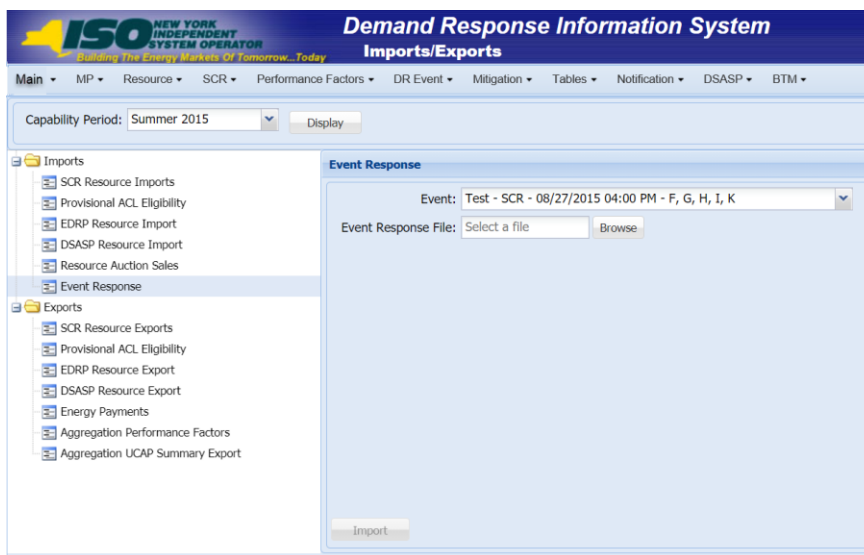 NEW YORK
INDEPENDENT
SYSTEM OPERATOR
ISO
Building The Energy Markets Of Tomorrow...Today
Demand Response Information System
Imports/Exports
Main MP Resource SCR Performance Factors DR Event Mitigation Tables Notification DSASP BTM
Capability Period: Summer 2015 Display
Imports
SCR Resource Imports
Provisional ACL Eligibility
EDRP Resource Import
DSASP Resource Import
Resource Auction Sales
Event Response
Exports
SCR Resource Exports
Provisional ACL Eligibility
EDRP Resource Export
DSASP Resource Export
Energy Payments
Aggregation Performance Factors
Aggregation UCAP Summary Export
Event Response
Event: Test - SCR - 08/27/2015 04:00 PM - F, G, H, I, K
Event Response File: Select a file Browse
Import